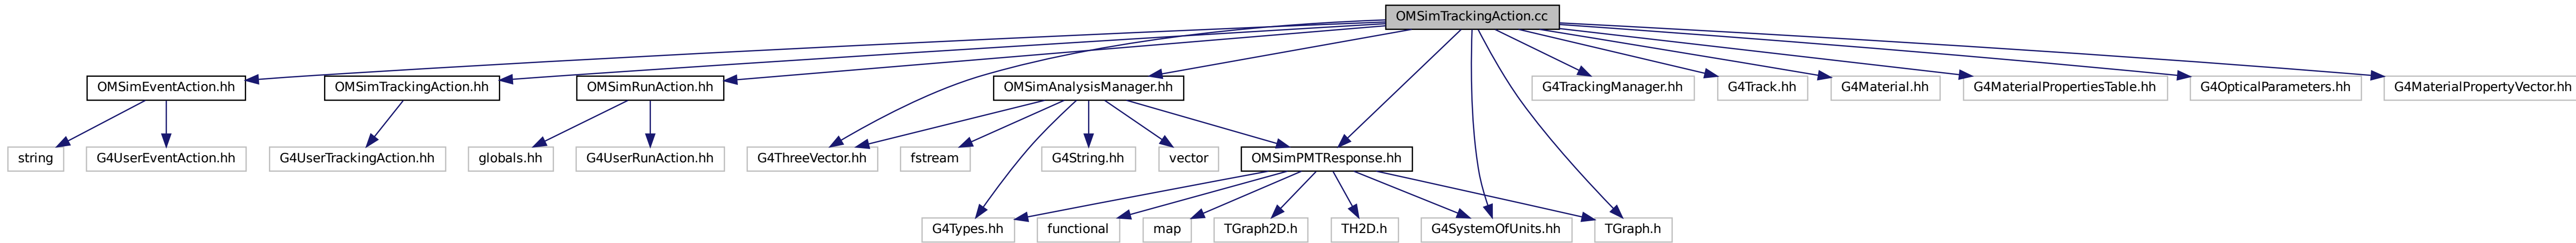 OMSimTrackingAction.cc
OMSimEventAction.hh
OMSimTrackingAction.hh
OMSimRunAction.hh
OMSimAnalysisManager.hh
G4TrackingManager.hh
G4Track.hh
G4Material.hh
G4MaterialPropertiesTable.hh
G4OpticalParameters.hh
G4MaterialPropertyVector.hh
string
G4UserEventAction.hh
G4UserTrackingAction.hh
globals.hh
G4UserRunAction.hh
G4ThreeVector.hh
fstream
G4String.hh
vector
OMSimPMTResponse.hh
G4Types.hh
functional
map
TGraph2D.h
TH2D.h
G4SystemOfUnits.hh
TGraph.h